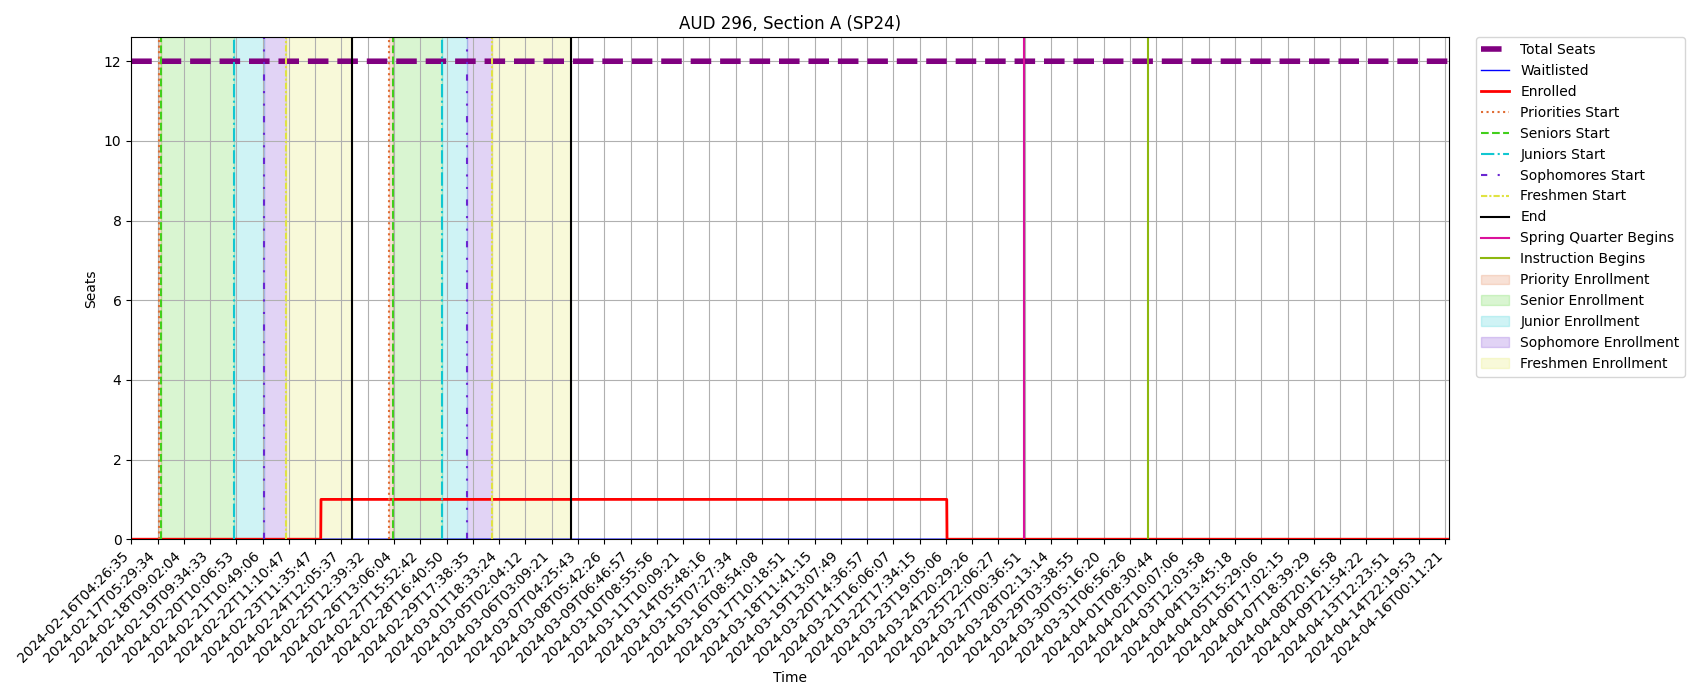 AUD 296, Section A (SP24)
12
10
8
6
4
2
0
Seats
2024-02-16T04:26:35
2024-02-17T05:29:34
2024-02-18T09:02:04
2024-02-19T09:34:33
2024-02-20T10:06:53
2024-02-21T10:49:06
2024-02-22T11:10:47
2024-02-23T11:35:47
2024-02-24T12:05:37
2024-02-25T12:39:32
2024-02-26T13:06:04
2024-02-27T15:52:42
2024-02-28T16:40:50
2024-02-29T17:38:35
2024-03-01T18:33:24
2024-03-05T02:04:12
2024-03-06T03:09:21
2024-03-07T04:25:43
2024-03-08T05:42:26
2024-03-09T06:46:57
2024-03-10T08:55:56
2024-03-11T10:09:21
2024-03-14T05:48:16
2024-03-15T07:27:34
2024-03-16T08:54:08
2024-03-17T10:18:51
2024-03-18T11:41:15
2024-03-19T13:07:49
2024-03-20T14:36:57
2024-03-21T16:06:07
2024-03-22T17:34:15
2024-03-23T19:05:06
2024-03-24T20:29:26
2024-03-25T22:06:27
2024-03-27T00:36:51
2024-03-28T02:13:14
2024-03-29T03:38:55
2024-03-30T05:16:20
2024-03-31T06:56:26
2024-04-01T08:30:44
2024-04-02T10:07:06
2024-04-03T12:03:58
2024-04-04T13:45:18
2024-04-05T15:29:06
2024-04-06T17:02:15
2024-04-07T18:39:29
2024-04-08T20:16:58
2024-04-09T21:54:22
2024-04-13T12:23:51
2024-04-14T22:19:53
2024-04-16T00:11:21
Time
Total Seats
Waitlisted
Enrolled
Priorities Start
Seniors Start
Juniors Start
Sophomores Start
Freshmen Start
End
Spring Quarter Begins
Instruction Begins
Priority Enrollment
Senior Enrollment
Junior Enrollment
Sophomore Enrollment
Freshmen Enrollment